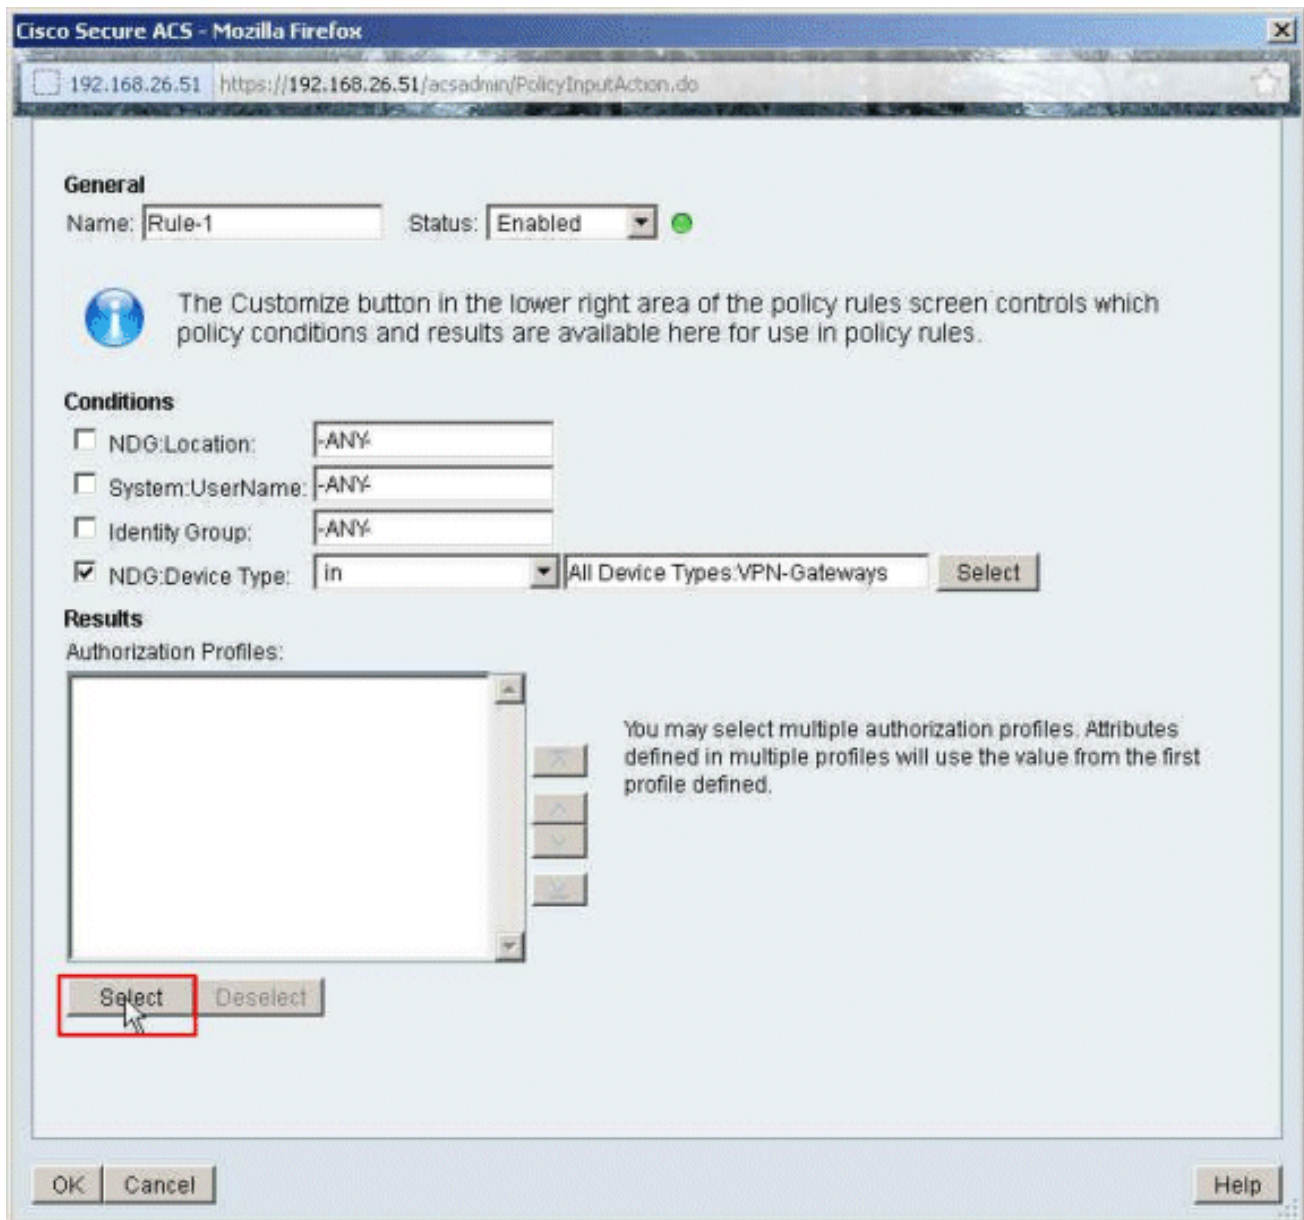 Cisco Secure ACS - Mozilla Firefox
192.168.26.51 https://192.168.26.51/acsadmin/PolicyInputAction.do
General
Name: Rule-1 Status: Enabled
The Customize button in the lower right area of the policy rules screen controls which
policy conditions and results are available here for use in policy rules.
Conditions
NDG:Location: -ANY-
System:UserName: -ANY-
Identity Group: -ANY-
NDG:Device Type: in All Device Types:VPN-Gateways Select
Results
Authorization Profiles:
You may select multiple authorization profiles. Attributes
defined in multiple profiles will use the value from the first
profile defined.
Select Deselect
OK Cancel Help